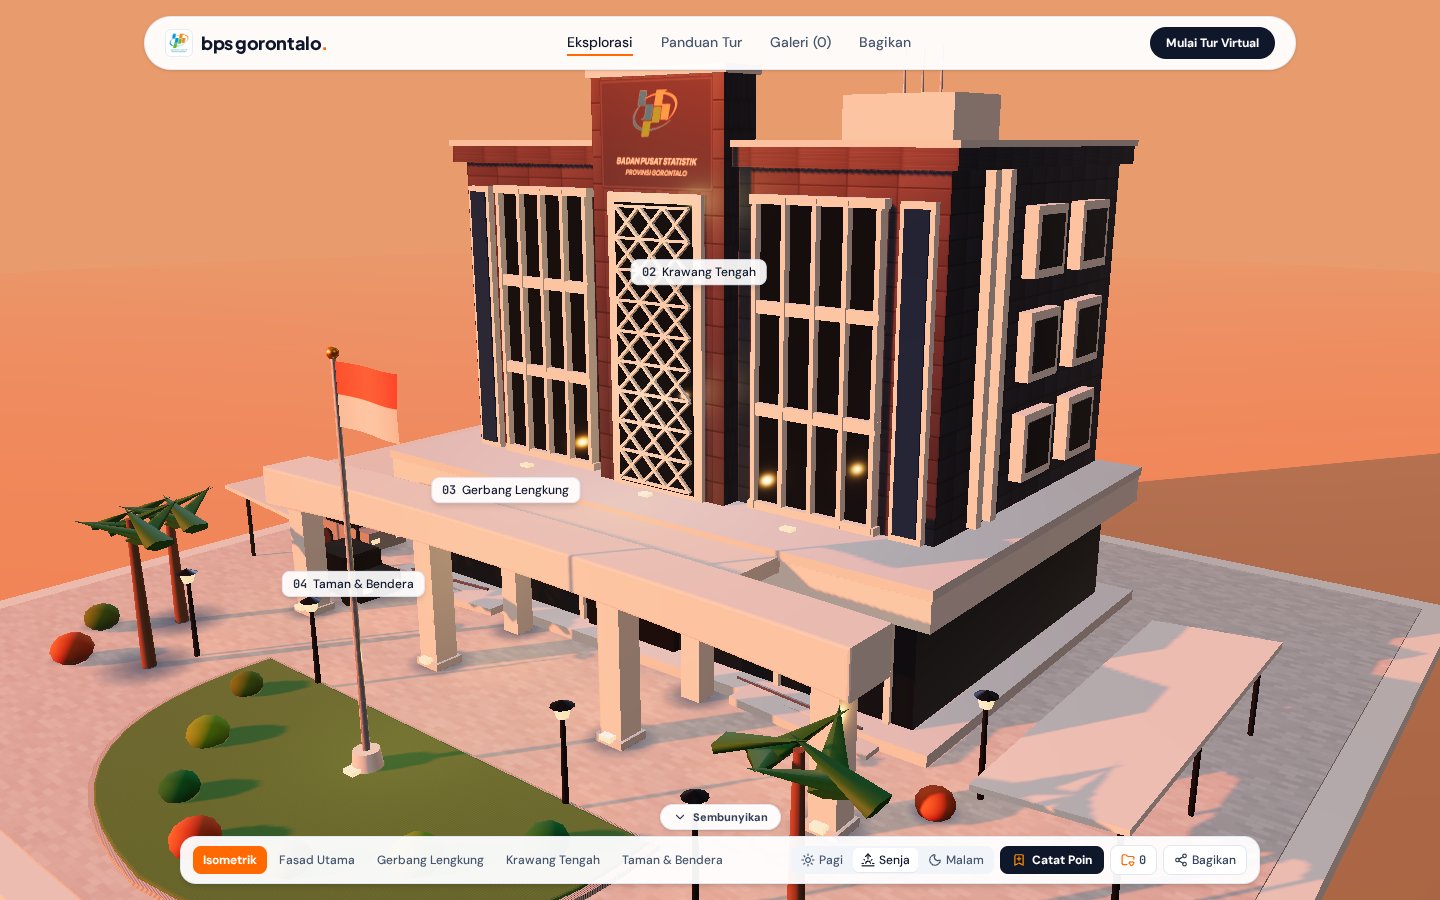 bps gorontalo.
Eksplorasi
Panduan Tur
Galeri (0)
Bagikan
Mulai Tur Virtual
BADAN PUSAT STATISTIK
PROVINSI GORONTALO
02 Krawang Tengah
03 Gerbang Lengkung
04 Taman & Bendera
Sembunyikan
Isometrik
Fasad Utama
Gerbang Lengkung
Krawang Tengah
Taman & Bendera
Pagi
Senja
Malam
Catat Poin
0
Bagikan